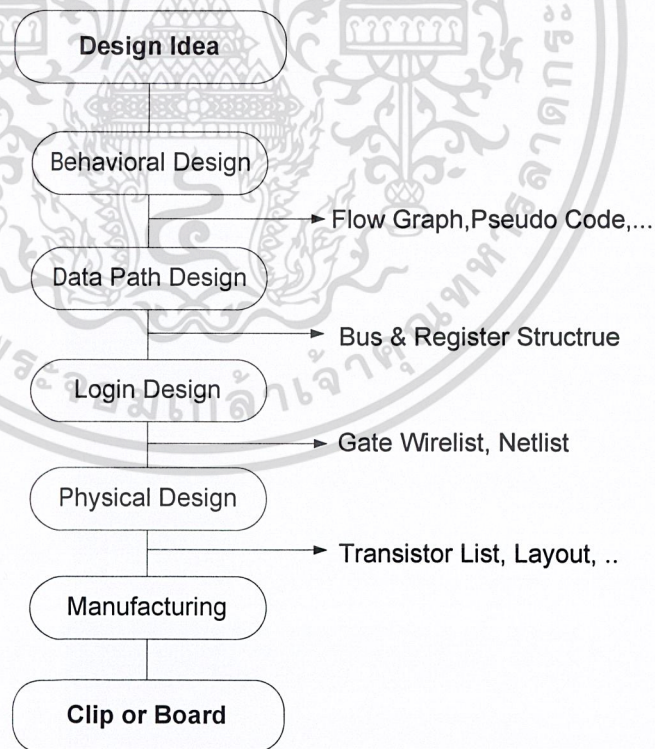 Design Idea
Behavioral Design
Flow Graph,Pseudo Code,...
Data Path Design
Bus & Register Structrue
Login Design
Gate Wirelist, Netlist
Physical Design
Transistor List, Layout, ..
Manufacturing
Clip or Board